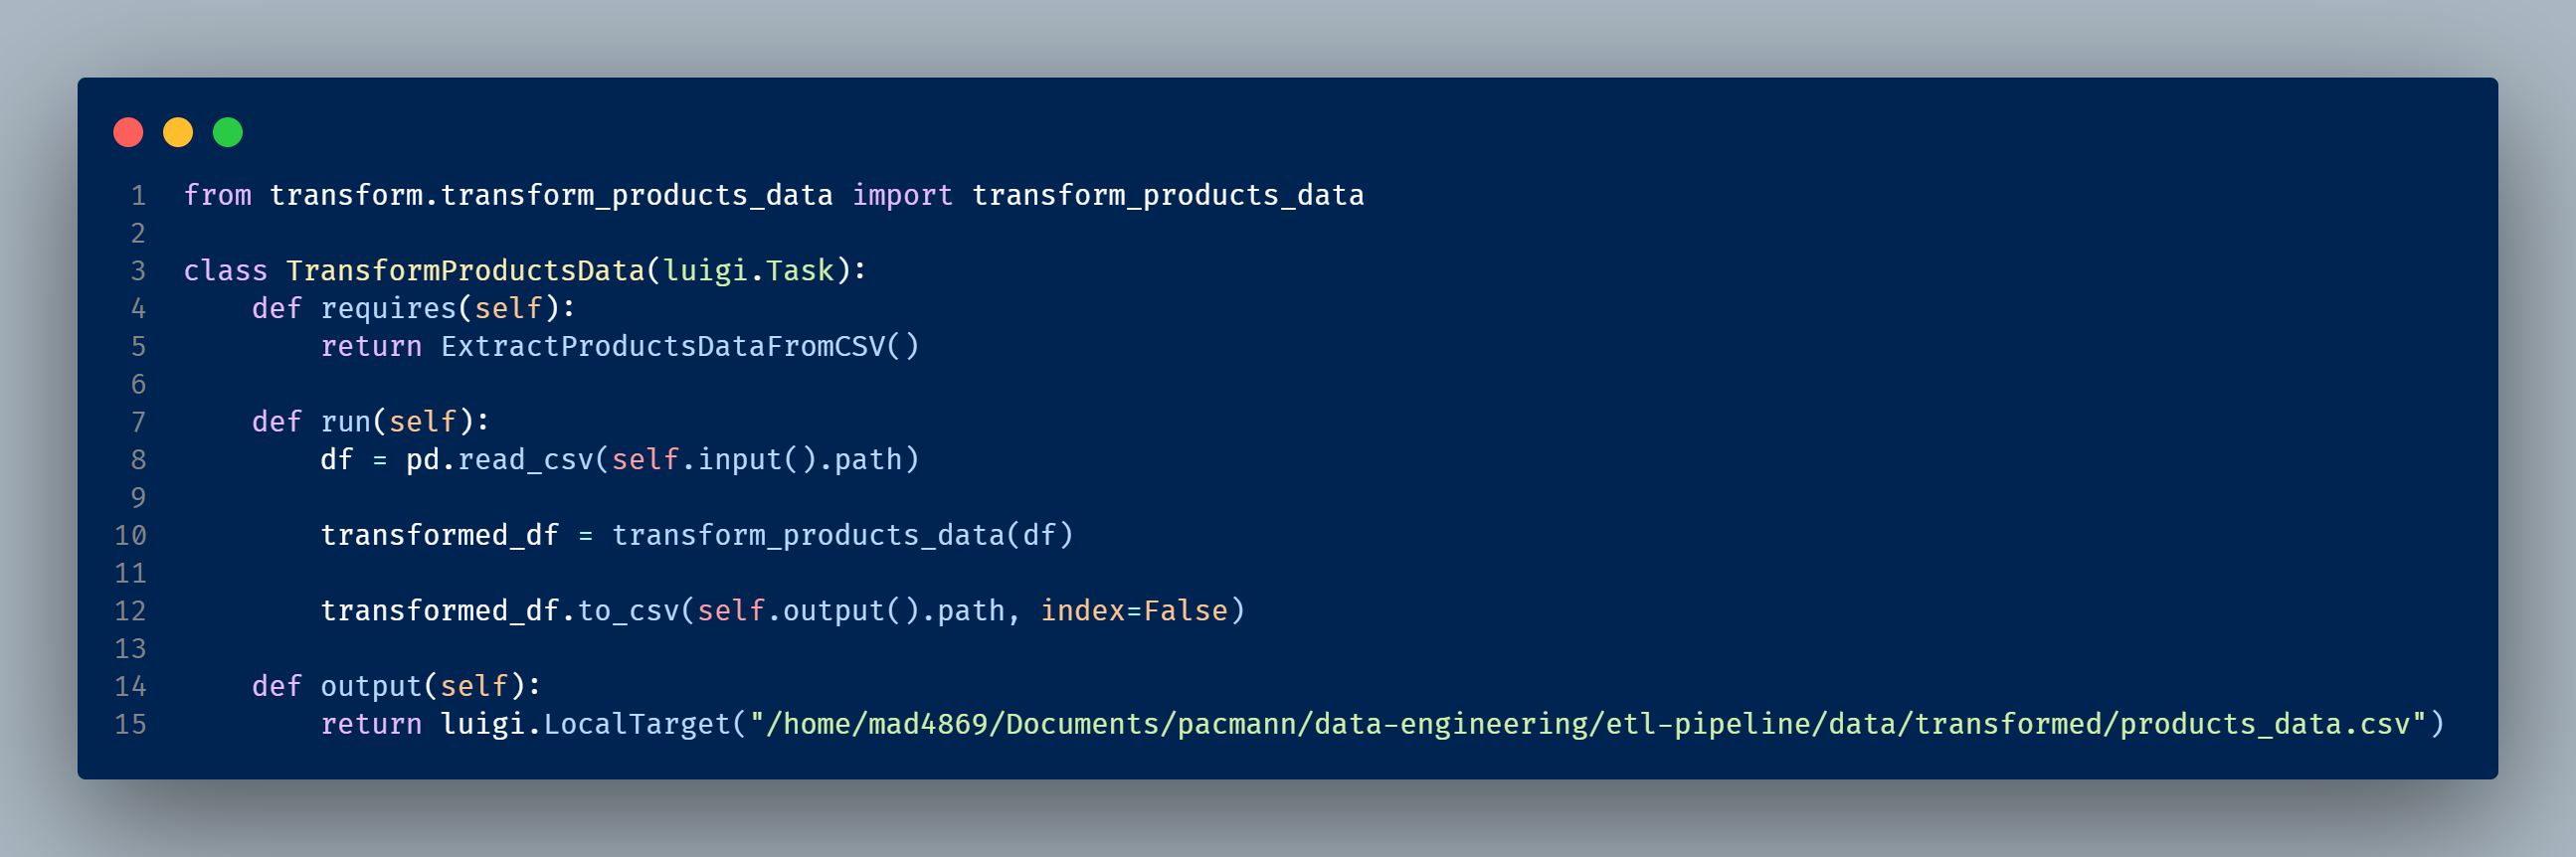 1 from transform.transform_products_data import transform_products_data
2
3 class TransformProductsData(luigi.Task):
4     def requires(self):
5         return ExtractProductsDataFromCSV()
6
7     def run(self):
8         df = pd.read_csv(self.input().path)
9
10         transformed_df = transform_products_data(df)
11
12         transformed_df.to_csv(self.output().path, index=False)
13
14     def output(self):
15         return luigi.LocalTarget("/home/mad4869/Documents/pacmann/data-engineering/etl-pipeline/data/transformed/products_data.csv")